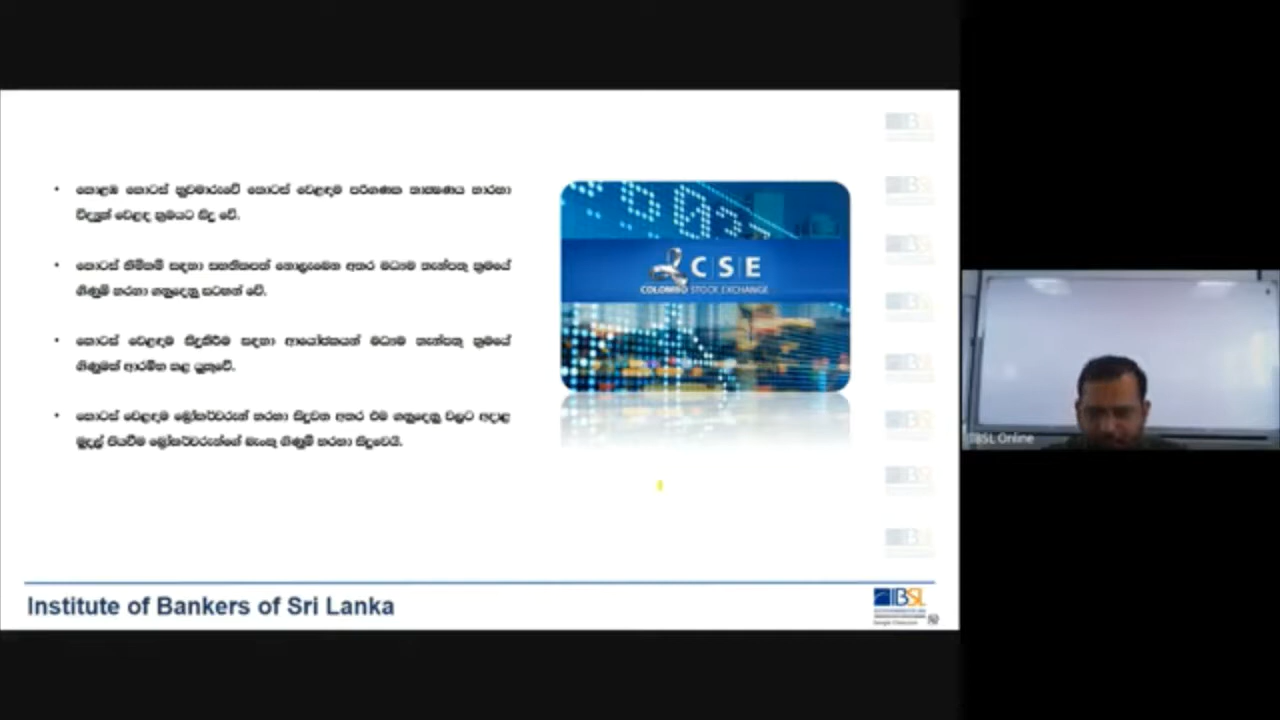 • කොළඹ කොටස් හුවමාරුවේ කොටස් වෙළඳාම පරිගණක තාක්ෂණය හරහා
විද්‍යුත් වෙළඳ ක්‍රමයට සිදු වේ.
• කොටස් හිමිකම් සඳහා සහතිකපත් නොලැබෙන අතර මධ්‍යම තැන්පතු ක්‍රමයේ
ගිණුම් හරහා ගනුදෙනු සටහන් වේ.
• කොටස් වෙළඳාම සිදුකිරීම සඳහා ආයෝජකයන් මධ්‍යම තැන්පතු ක්‍රමයේ
ගිණුමක් ආරම්භ කළ යුතුවේ.
• කොටස් වෙළඳාම බ්‍රෝකර්වරුන් හරහා සිදුවන අතර එම ගනුදෙනු වලට අදාළ
මුදල් පියවීම බ්‍රෝකර්වරුන්ගේ බැංකු ගිණුම් හරහා සිදුවෙයි.
C|S|E
COLOMBO STOCK EXCHANGE
Institute of Bankers of Sri Lanka
IBSL
IBSL Online